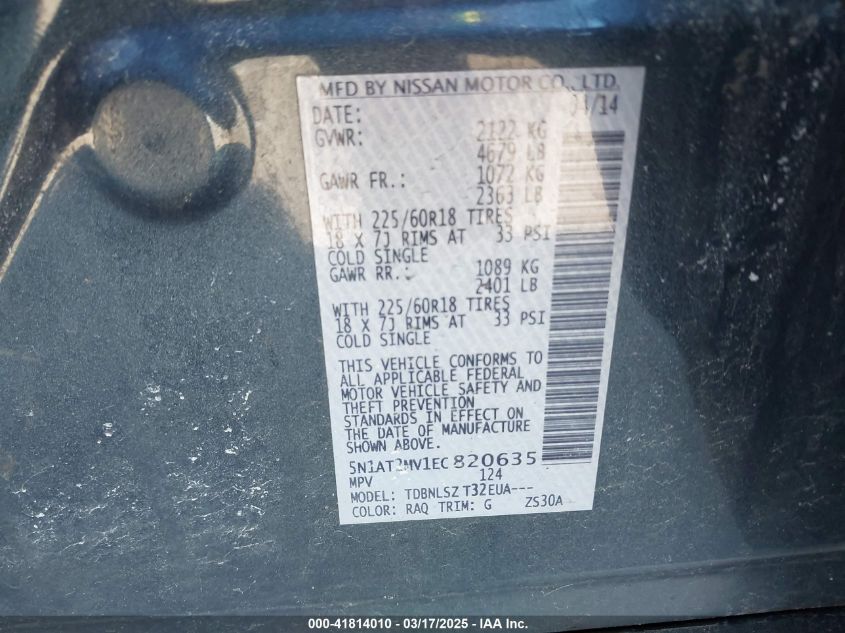 MFD BY NISSAN MOTOR CO., LTD.
DATE: /14
GVWR: 2122 KG
4679 LB
GAWR FR.: 1072 KG
2363 LB
WITH 225/60R18 TIRES
18 X 7J RIMS AT 33 PSI
COLD SINGLE
GAWR RR.: 1089 KG
2401 LB
WITH 225/60R18 TIRES
18 X 7J RIMS AT 33 PSI
COLD SINGLE
THIS VEHICLE CONFORMS TO
ALL APPLICABLE FEDERAL
MOTOR VEHICLE SAFETY AND
THEFT PREVENTION
STANDARDS IN EFFECT ON
THE DATE OF MANUFACTURE
SHOWN ABOVE.
5N1AT2MV1EC820635
MPV 124
MODEL: TDBNLSZ T32EUA---
COLOR: RAQ TRIM: G ZS30A
000-41814010 - 03/17/2025 - IAA Inc.